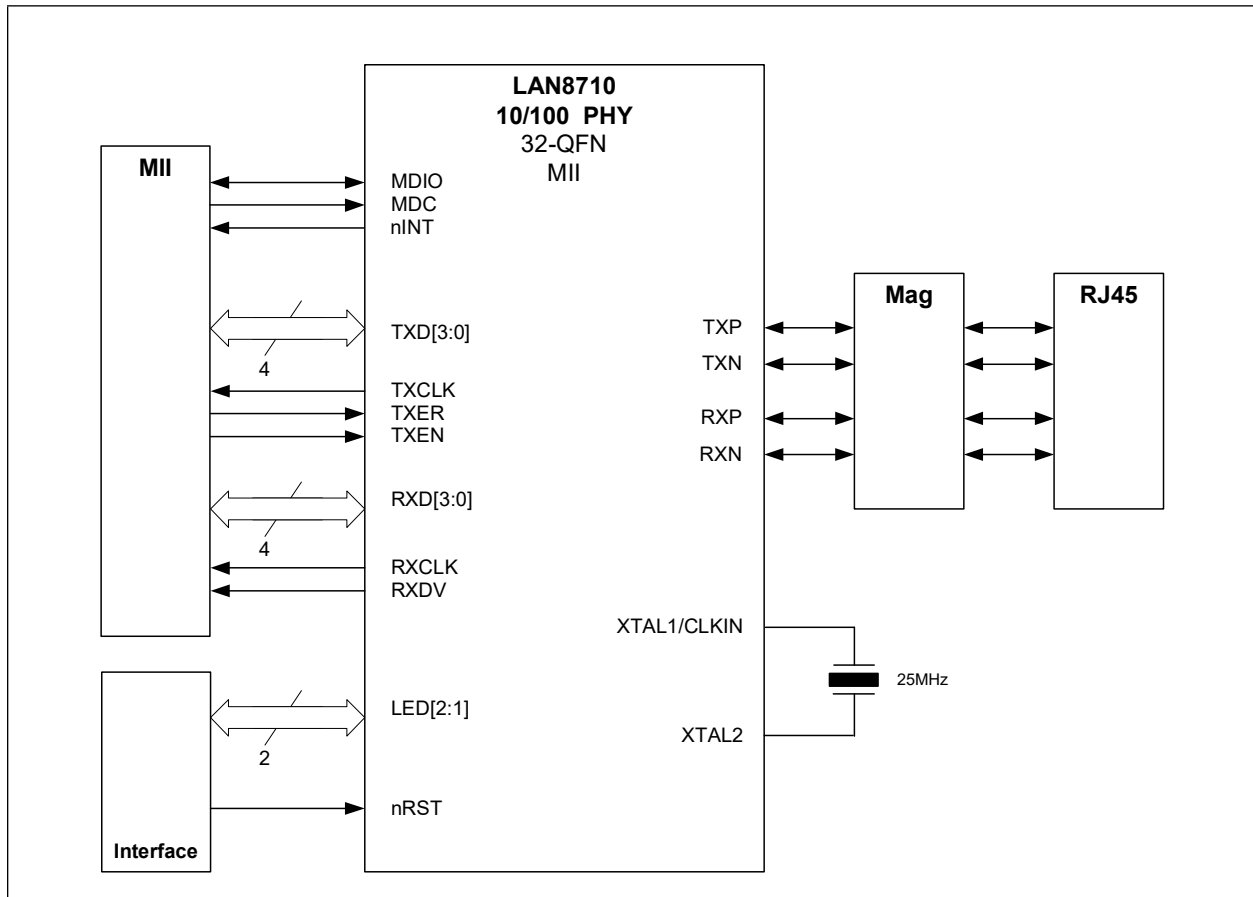 LAN8710
10/100 PHY
32-QFN
MII
MII
MDIO
MDC
nINT
TXD[3:0]
4
TXCLK
TXER
TXEN
RXD[3:0]
4
RXCLK
RXDV
LED[2:1]
2
nRST
Interface
TXP
TXN
RXP
RXN
Mag
RJ45
XTAL1/CLKIN
25MHz
XTAL2